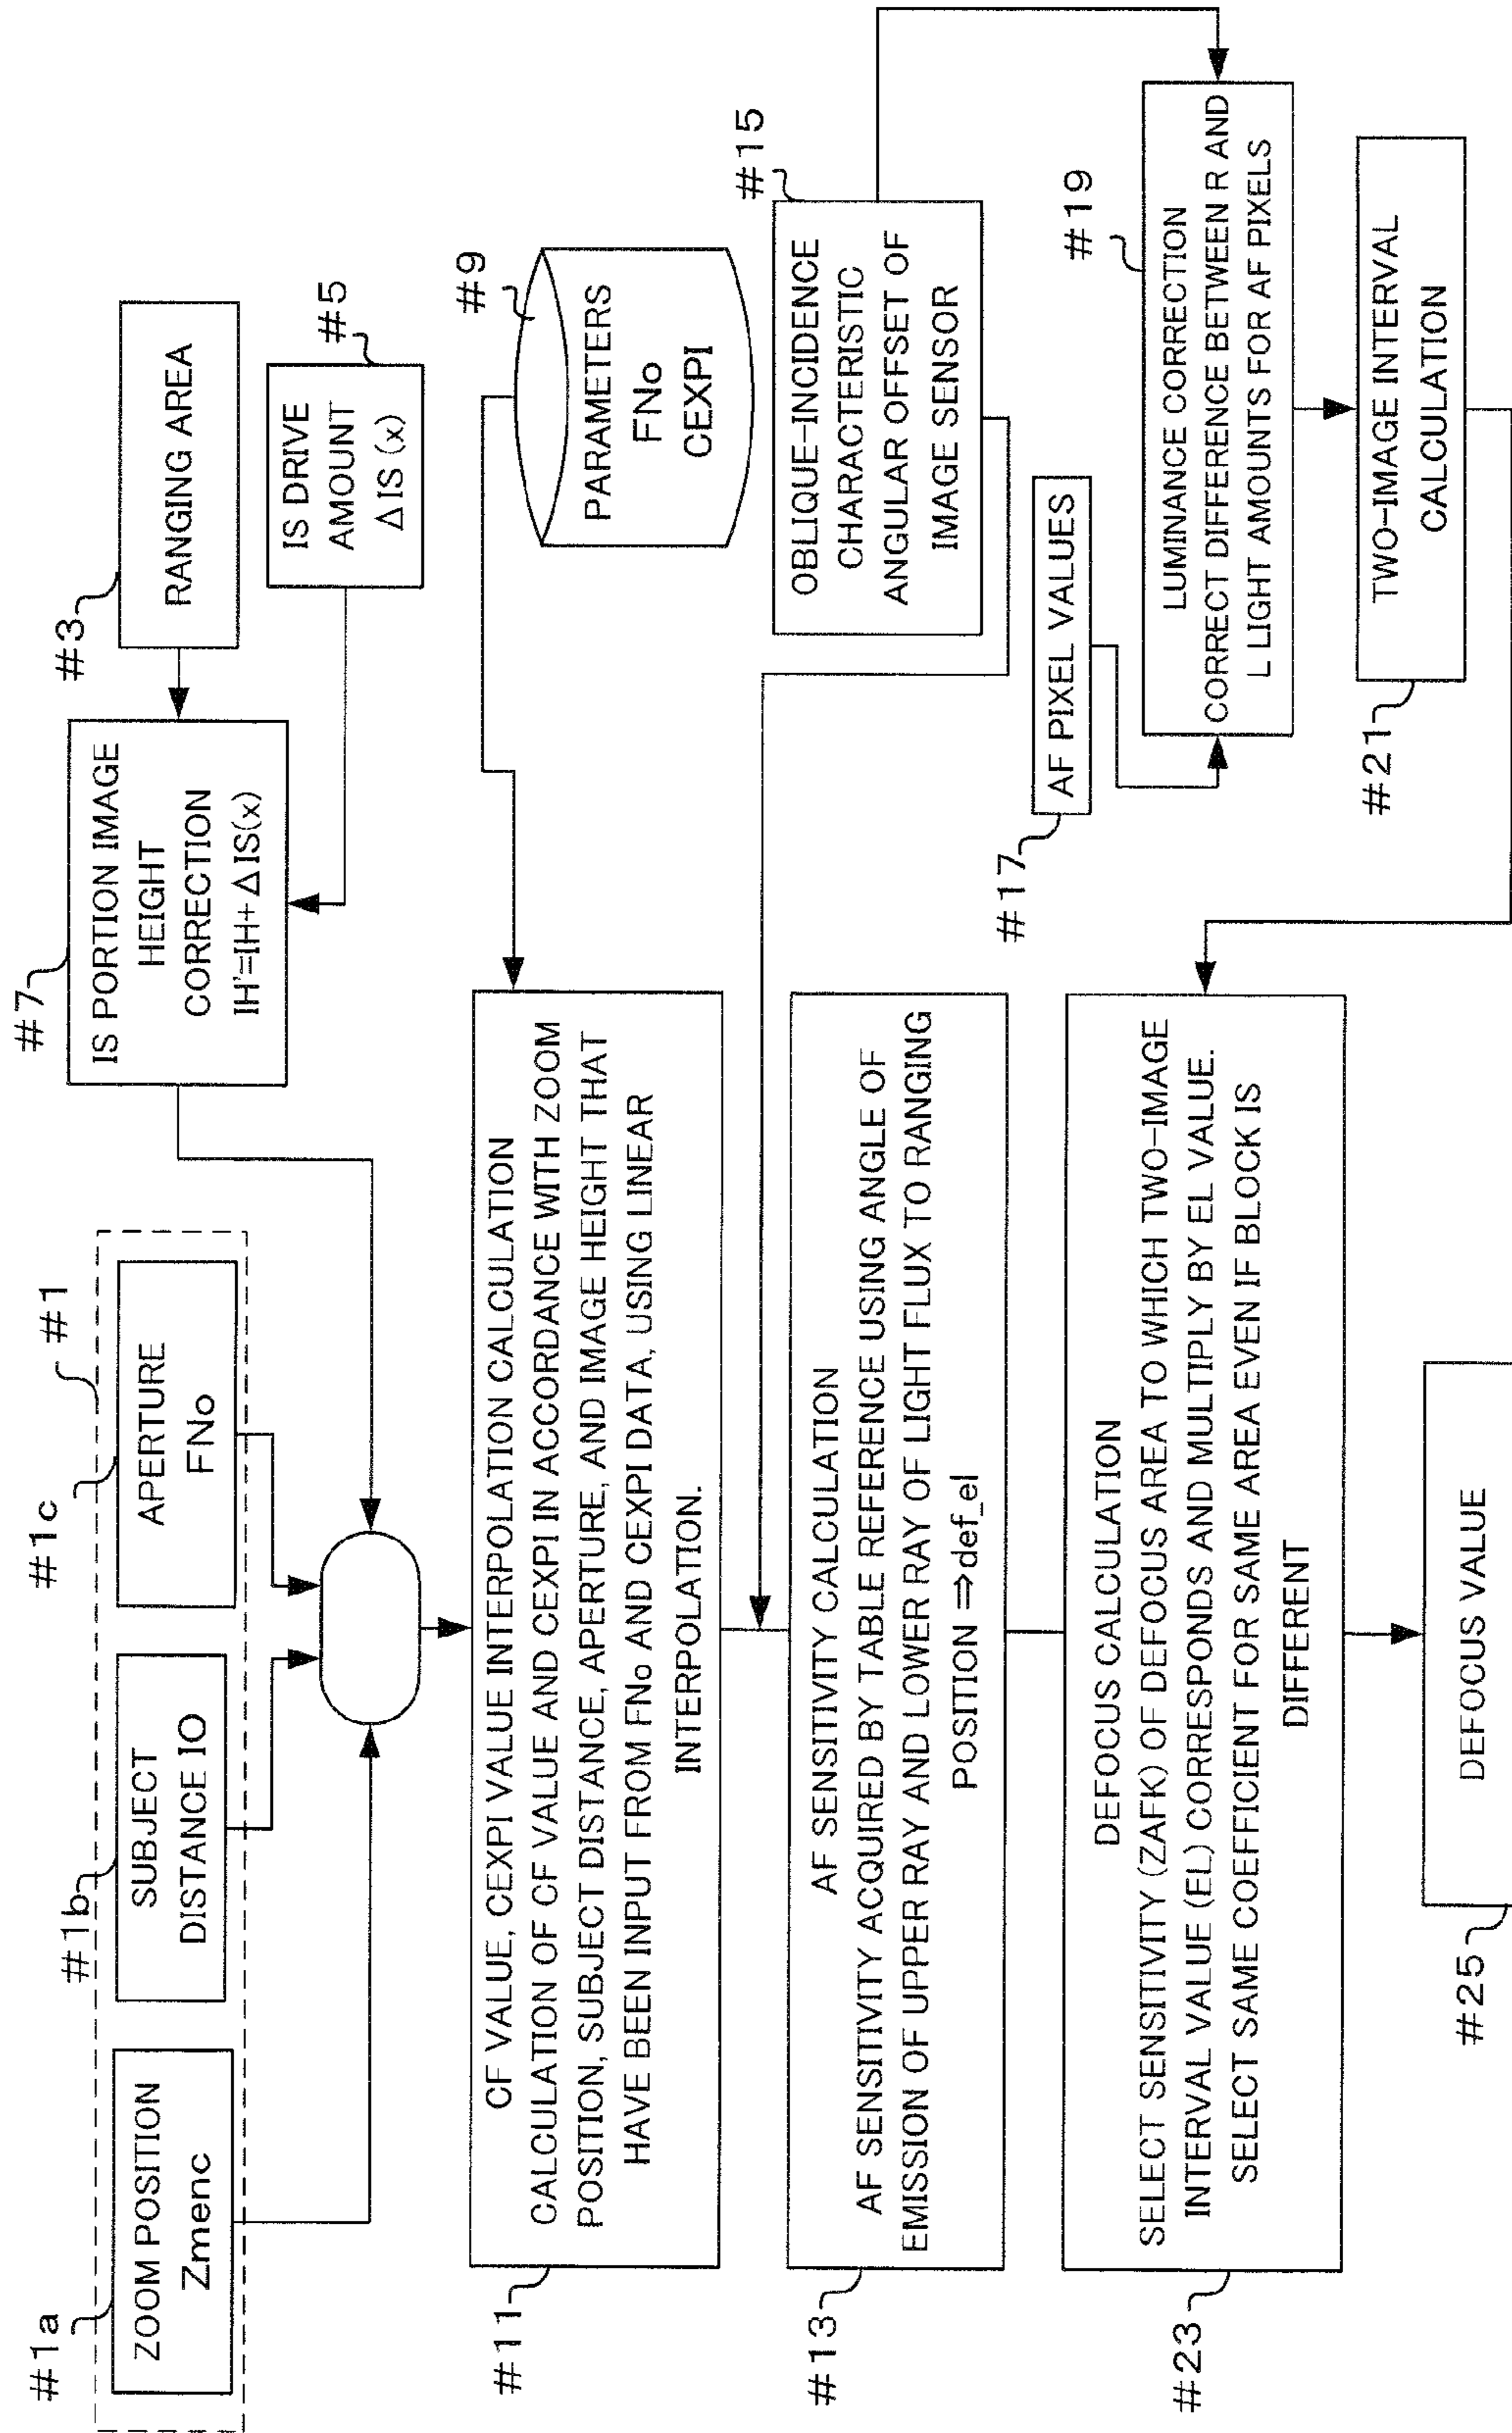 #1
#1a
ZOOM POSITION
Zmenc
#1b
SUBJECT
DISTANCE IO
#1c
APERTURE
FNo
#7
IS PORTION IMAGE
HEIGHT
CORRECTION
IH'=IH+ΔIS(x)
#3
RANGING AREA
#5
IS DRIVE
AMOUNT
ΔIS (x)
#9
PARAMETERS
FNo
CEXPI
#11
CF VALUE, CEXPI VALUE INTERPOLATION CALCULATION
CALCULATION OF CF VALUE AND CEXPI IN ACCORDANCE WITH ZOOM
POSITION, SUBJECT DISTANCE, APERTURE, AND IMAGE HEIGHT THAT
HAVE BEEN INPUT FROM FNo AND CEXPI DATA, USING LINEAR
INTERPOLATION.
#15
OBLIQUE-INCIDENCE
CHARACTERISTIC
ANGULAR OFFSET OF
IMAGE SENSOR
#13
AF SENSITIVITY CALCULATION
AF SENSITIVITY ACQUIRED BY TABLE REFERENCE USING ANGLE OF
EMISSION OF UPPER RAY AND LOWER RAY OF LIGHT FLUX TO RANGING
POSITION ⇒def_el
#17
AF PIXEL VALUES
#19
LUMINANCE CORRECTION
CORRECT DIFFERENCE BETWEEN R AND
L LIGHT AMOUNTS FOR AF PIXELS
#21
TWO-IMAGE INTERVAL
CALCULATION
#23
DEFOCUS CALCULATION
SELECT SENSITIVITY (ZAFK) OF DEFOCUS AREA TO WHICH TWO-IMAGE
INTERVAL VALUE (EL) CORRESPONDS AND MULTIPLY BY EL VALUE.
SELECT SAME COEFFICIENT FOR SAME AREA EVEN IF BLOCK IS
DIFFERENT
#25
DEFOCUS VALUE